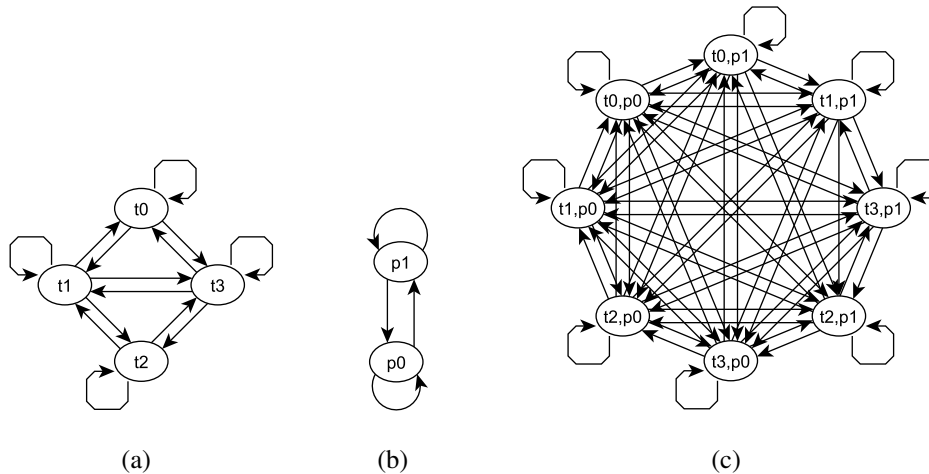 t0,p1
t0,p0
t1,p1
t1,p0
t3,p1
t0
p1
t1
t3
t2,p0
t2,p1
t2
p0
t3,p0
(a)
(b)
(c)